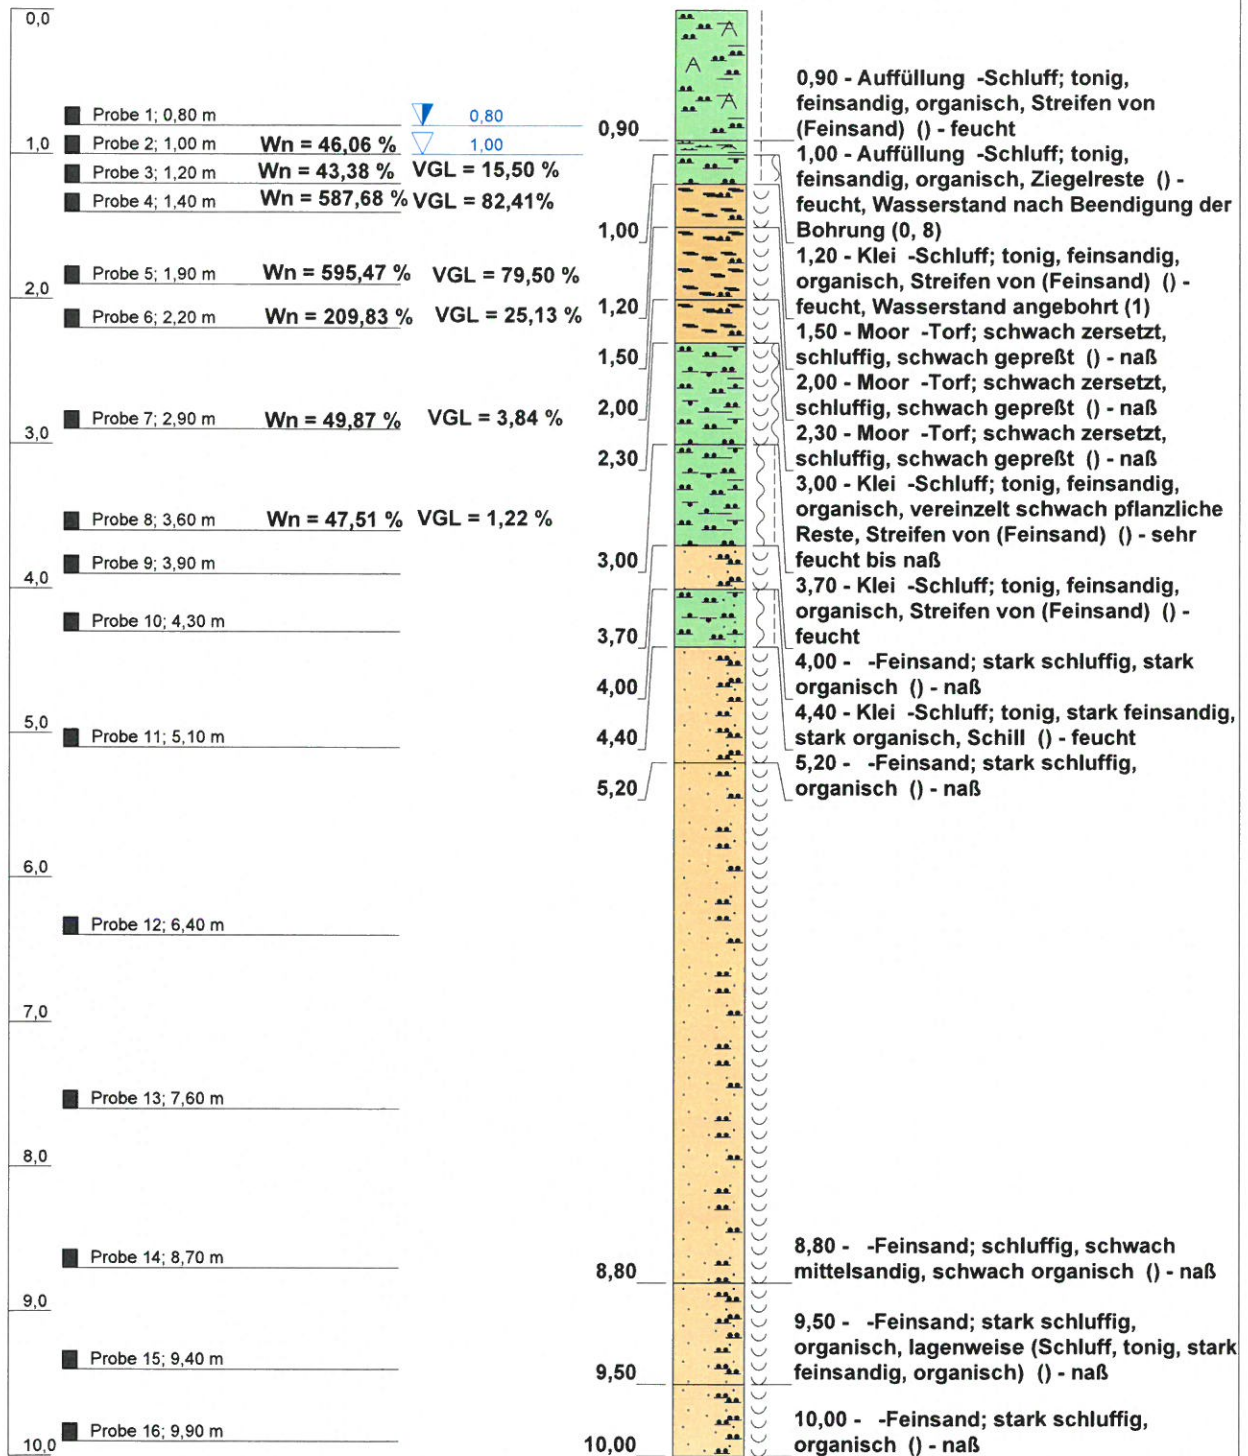 0,0
Probe 1; 0,80 m
0,80
Probe 2; 1,00 m Wn = 46,06 %
1,00
1,0
Probe 3; 1,20 m Wn = 43,38 % VGL = 15,50 %
Probe 4; 1,40 m Wn = 587,68 % VGL = 82,41%
Probe 5; 1,90 m Wn = 595,47 % VGL = 79,50 %
2,0
Probe 6; 2,20 m Wn = 209,83 % VGL = 25,13 %
Probe 7; 2,90 m Wn = 49,87 % VGL = 3,84 %
3,0
Probe 8; 3,60 m Wn = 47,51 % VGL = 1,22 %
Probe 9; 3,90 m
4,0
Probe 10; 4,30 m
5,0
Probe 11; 5,10 m
6,0
Probe 12; 6,40 m
7,0
Probe 13; 7,60 m
8,0
Probe 14; 8,70 m
9,0
Probe 15; 9,40 m
Probe 16; 9,90 m
10,0
A
A
A
0,90
1,00
1,20
1,50
2,00
2,30
3,00
3,70
4,00
4,40
5,20
8,80
9,50
10,00
0,90 - Auffüllung -Schluff; tonig,
feinsandig, organisch, Streifen von
(Feinsand) () - feucht
1,00 - Auffüllung -Schluff; tonig,
feinsandig, organisch, Ziegelreste () -
feucht, Wasserstand nach Beendigung der
Bohrung (0, 8)
1,20 - Klei -Schluff; tonig, feinsandig,
organisch, Streifen von (Feinsand) () -
feucht, Wasserstand angebohrt (1)
1,50 - Moor -Torf; schwach zersetzt,
schluffig, schwach gepreßt () - naß
2,00 - Moor -Torf; schwach zersetzt,
schluffig, schwach gepreßt () - naß
2,30 - Moor -Torf; schwach zersetzt,
schluffig, schwach gepreßt () - naß
3,00 - Klei -Schluff; tonig, feinsandig,
organisch, vereinzelt schwach pflanzliche
Reste, Streifen von (Feinsand) () - sehr
feucht bis naß
3,70 - Klei -Schluff; tonig, feinsandig,
organisch, Streifen von (Feinsand) () -
feucht
4,00 - -Feinsand; stark schluffig, stark
organisch () - naß
4,40 - Klei -Schluff; tonig, stark feinsandig,
stark organisch, Schill () - feucht
5,20 - -Feinsand; stark schluffig,
organisch () - naß
8,80 - -Feinsand; schluffig, schwach
mittelsandig, schwach organisch () - naß
9,50 - -Feinsand; stark schluffig,
organisch, lagenweise (Schluff, tonig, stark
feinsandig, organisch) () - naß
10,00 - -Feinsand; stark schluffig,
organisch () - naß